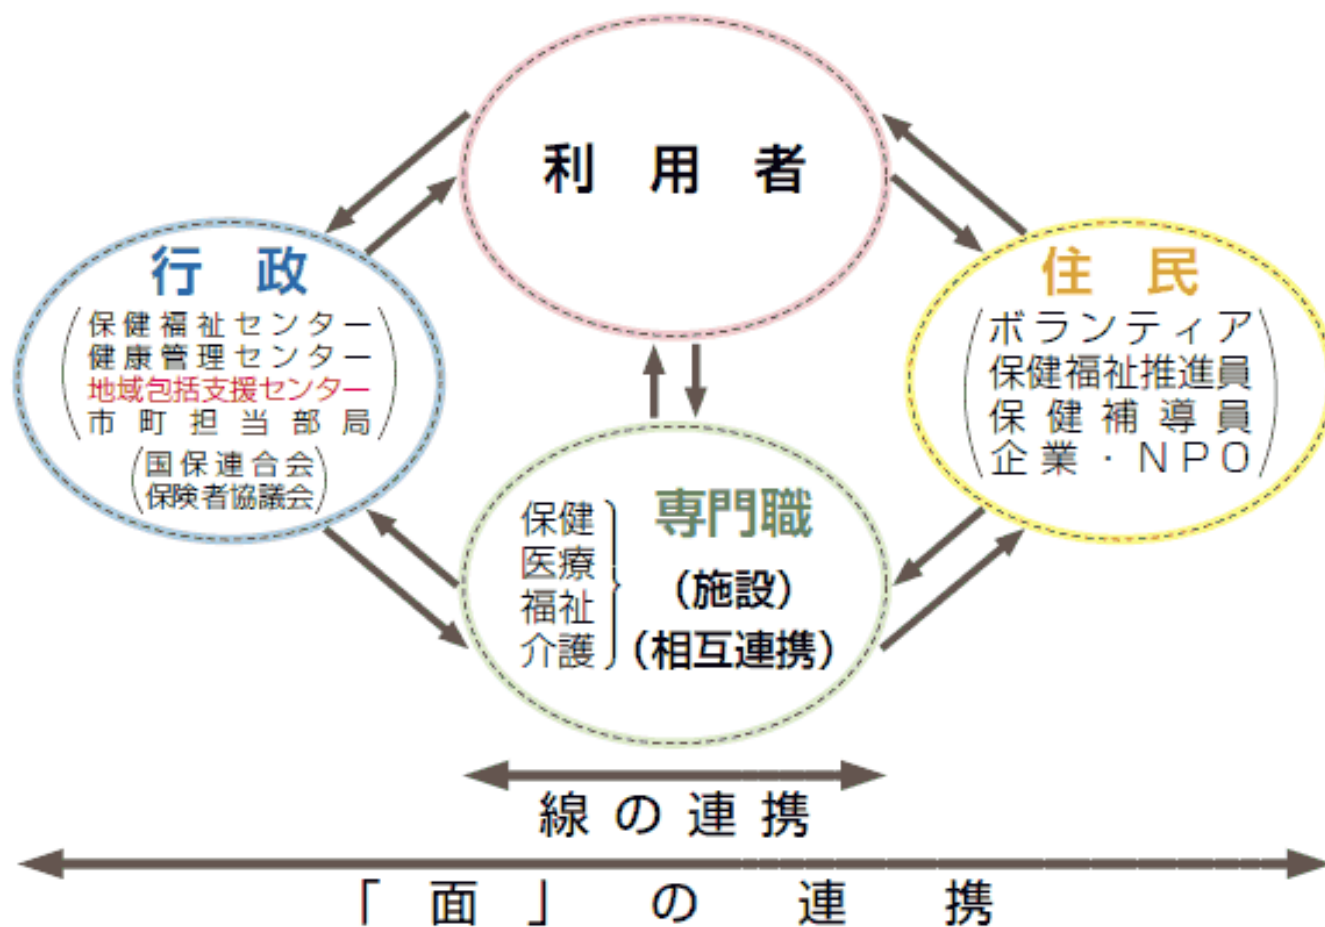 利用者
行政
保健福祉センター
健康管理センター
地域包括支援センター
市町担当部局
(国保連合会
保険者協議会)
住民
ボランティア
保健福祉推進員
保健補導員
企業・NPO
専門職
(施設)
(相互連携)
保健
医療
福祉
介護
線の連携
「面」の連携